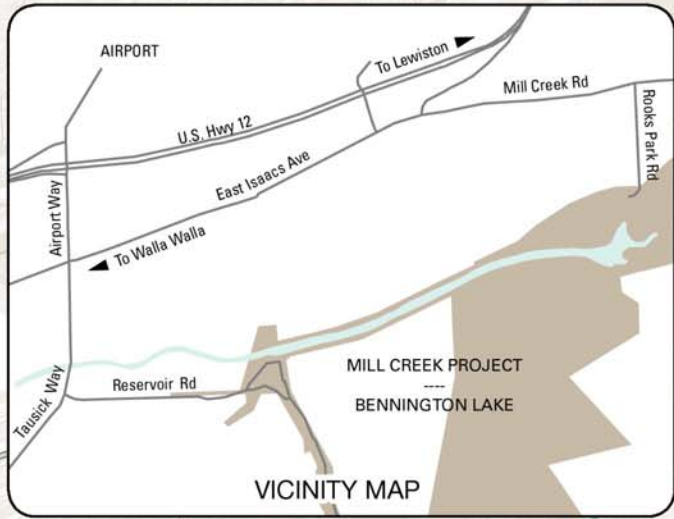 AIRPORT
To Lewiston
Mill Creek Rd
U.S. Hwy 12
Rooks Park Rd
East Isaacs Ave
Airport Way
To Walla Walla
MILL CREEK PROJECT
----
BENNINGTON LAKE
Reservoir Rd
Tausick Way
VICINITY MAP